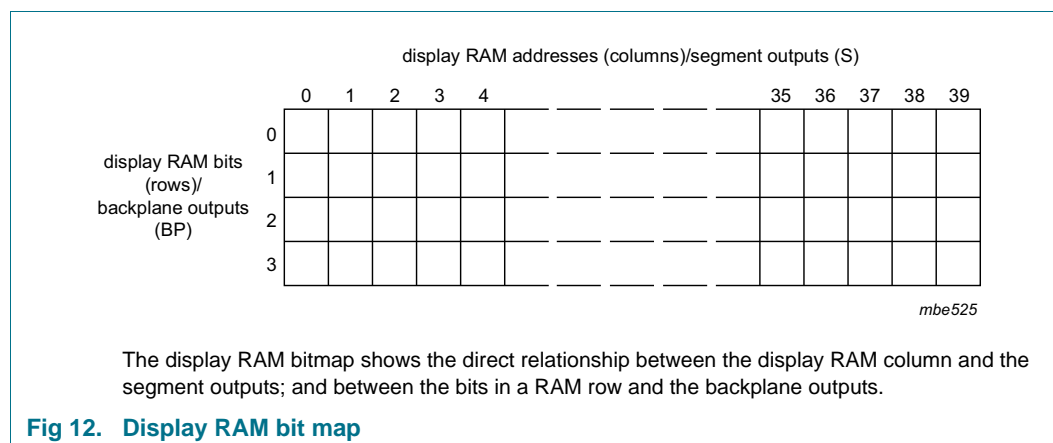 display RAM addresses (columns)/segment outputs (S)
0 1 2 3 4 35 36 37 38 39
0
display RAM bits
1
(rows)/
backplane outputs
2
(BP)
3
mbe525
The display RAM bitmap shows the direct relationship between the display RAM column and the
segment outputs; and between the bits in a RAM row and the backplane outputs.
Fig 12. Display RAM bit map